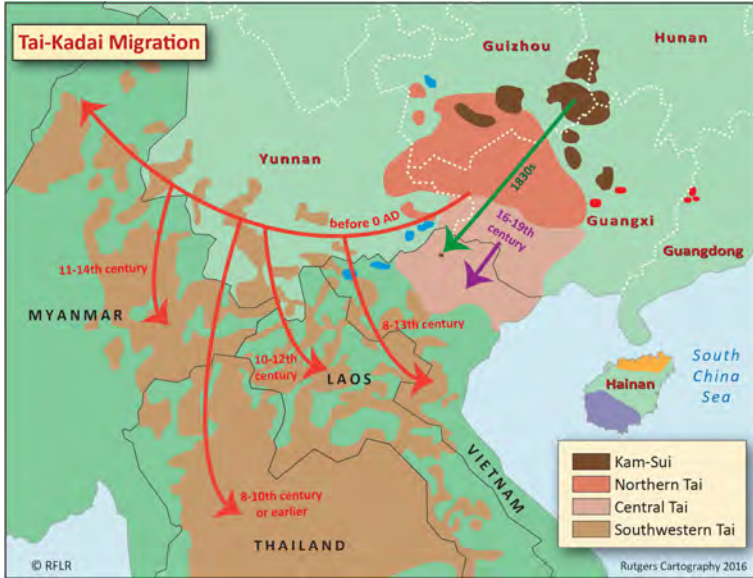 Tai-Kadai Migration
Guizhou
Hunan
Yunnan
1830s
before 0 AD
16-19th
century
Guangxi
Guangdong
11-14th century
MYANMAR
8-13th century
10-12th
century
LAOS
Hainan
South
China
Sea
VIETNAM
8-10th century
or earlier
THAILAND
Kam-Sui
Northern Tai
Central Tai
Southwestern Tai
© RFLR
Rutgers Cartography 2016